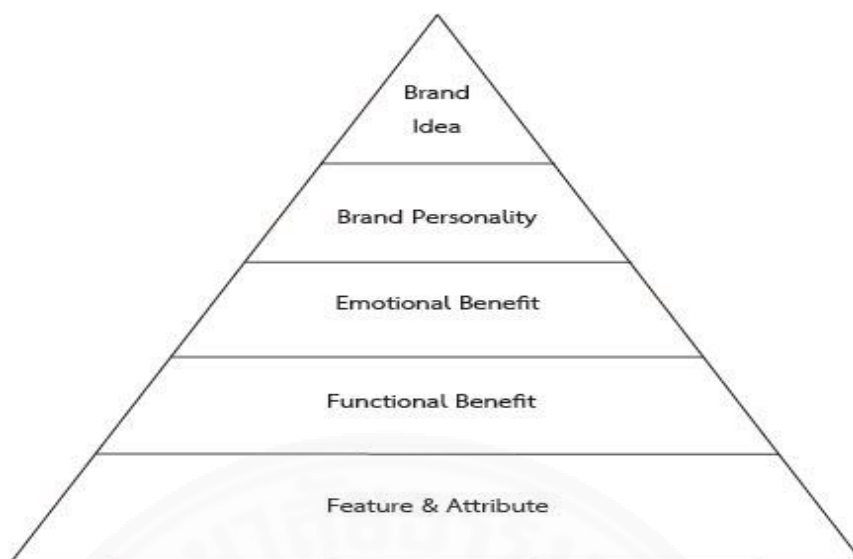 Brand
Idea
Brand Personality
Emotional Benefit
Functional Benefit
Feature & Attribute